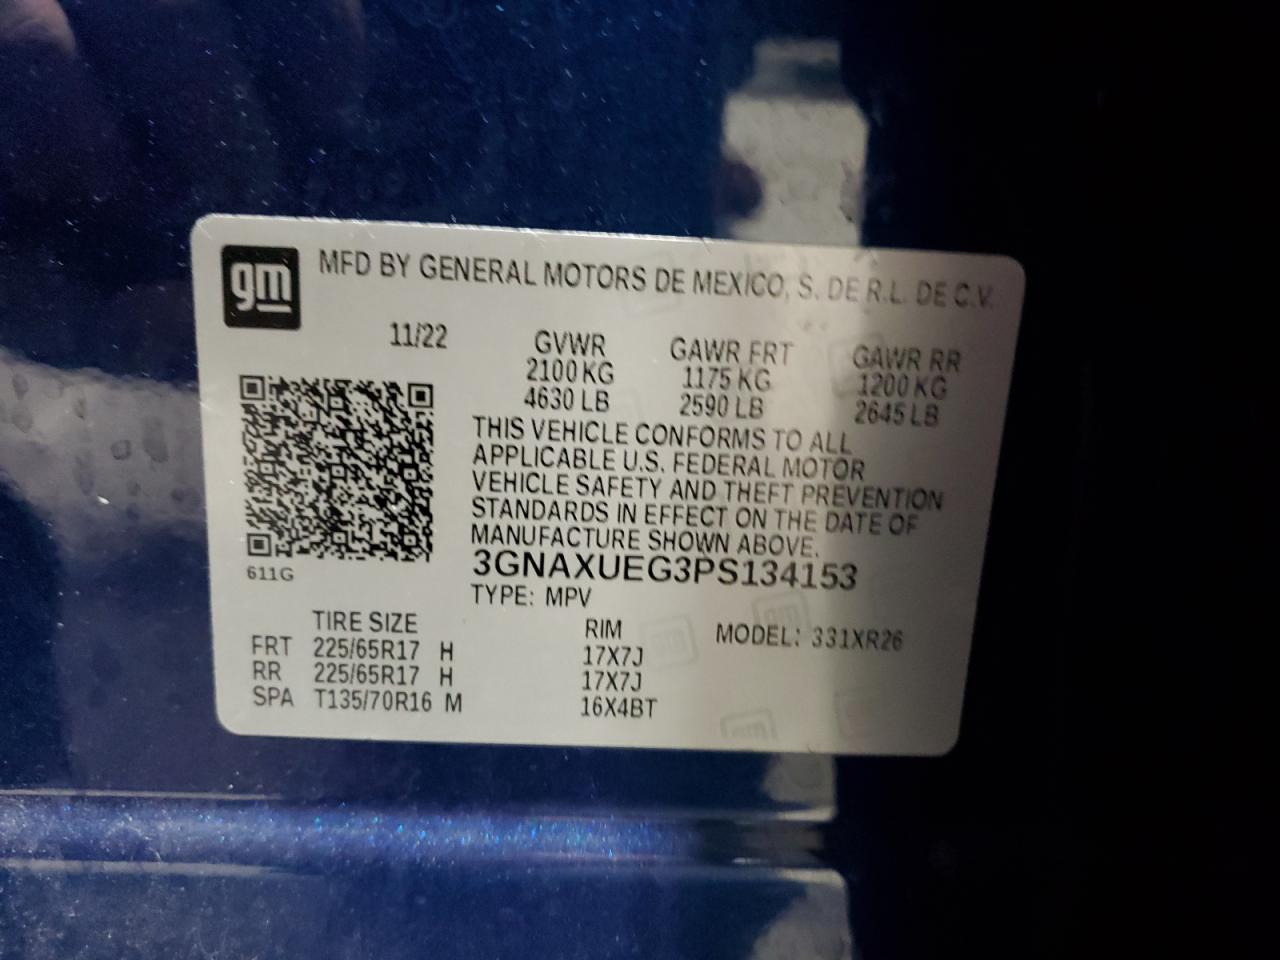 gm MFD BY GENERAL MOTORS DE MEXICO, S. DE R.L. DE C.V.
11/22 GVWR GAWR FRT GAWR RR
2100 KG 1175 KG 1200 KG
4630 LB 2590 LB 2645 LB
THIS VEHICLE CONFORMS TO ALL
APPLICABLE U.S. FEDERAL MOTOR
VEHICLE SAFETY AND THEFT PREVENTION
STANDARDS IN EFFECT ON THE DATE OF
MANUFACTURE SHOWN ABOVE.
611G 3GNAXUEG3PS134153
TYPE: MPV
TIRE SIZE RIM MODEL: 331XR26
FRT 225/65R17 H 17X7J
RR 225/65R17 H 17X7J
SPA T135/70R16 M 16X4BT